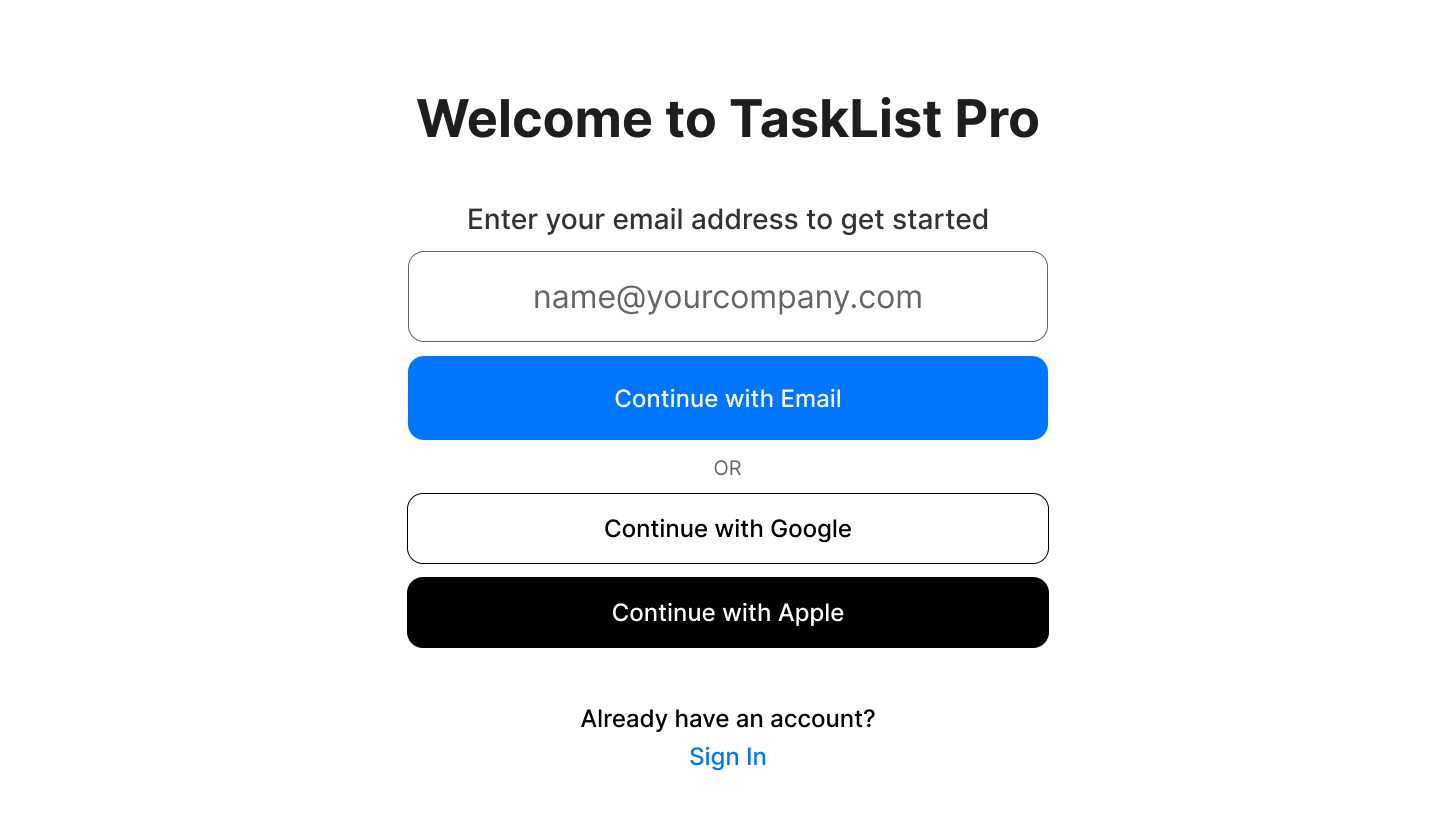 Welcome to TaskList Pro
Enter your email address to get started
name@yourcompany.com
Continue with Email
OR
Continue with Google
Continue with Apple
Already have an account?
Sign In